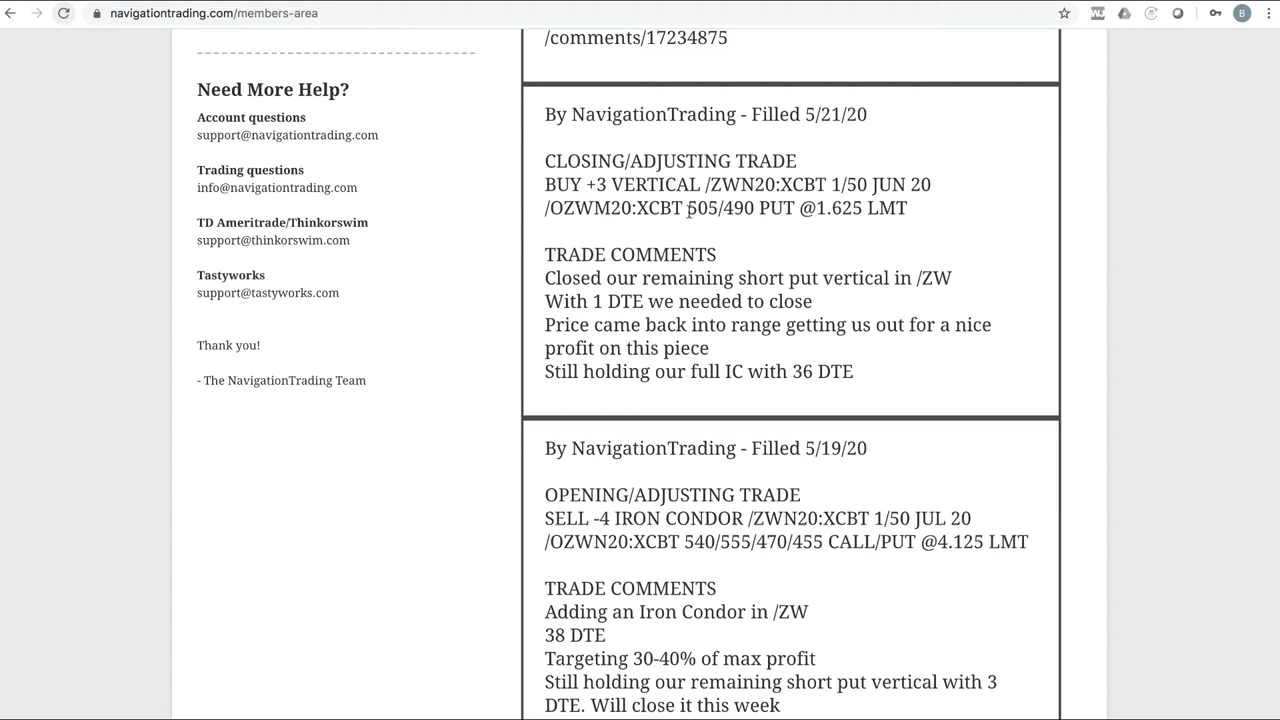 navigationtrading.com/members-area
B
Need More Help?
Account questions
support@navigationtrading.com
Trading questions
info@navigationtrading.com
TD Ameritrade/Thinkorswim
support@thinkorswim.com
Tastyworks
support@tastyworks.com
Thank you!
- The NavigationTrading Team
/comments/17234875
By NavigationTrading - Filled 5/21/20
CLOSING/ADJUSTING TRADE
BUY +3 VERTICAL /ZWN20:XCBT 1/50 JUN 20
/OZWM20:XCBT 505/490 PUT @1.625 LMT
TRADE COMMENTS
Closed our remaining short put vertical in /ZW
With 1 DTE we needed to close
Price came back into range getting us out for a nice
profit on this piece
Still holding our full IC with 36 DTE
By NavigationTrading - Filled 5/19/20
OPENING/ADJUSTING TRADE
SELL -4 IRON CONDOR /ZWN20:XCBT 1/50 JUL 20
/OZWN20:XCBT 540/555/470/455 CALL/PUT @4.125 LMT
TRADE COMMENTS
Adding an Iron Condor in /ZW
38 DTE
Targeting 30-40% of max profit
Still holding our remaining short put vertical with 3
DTE. Will close it this week